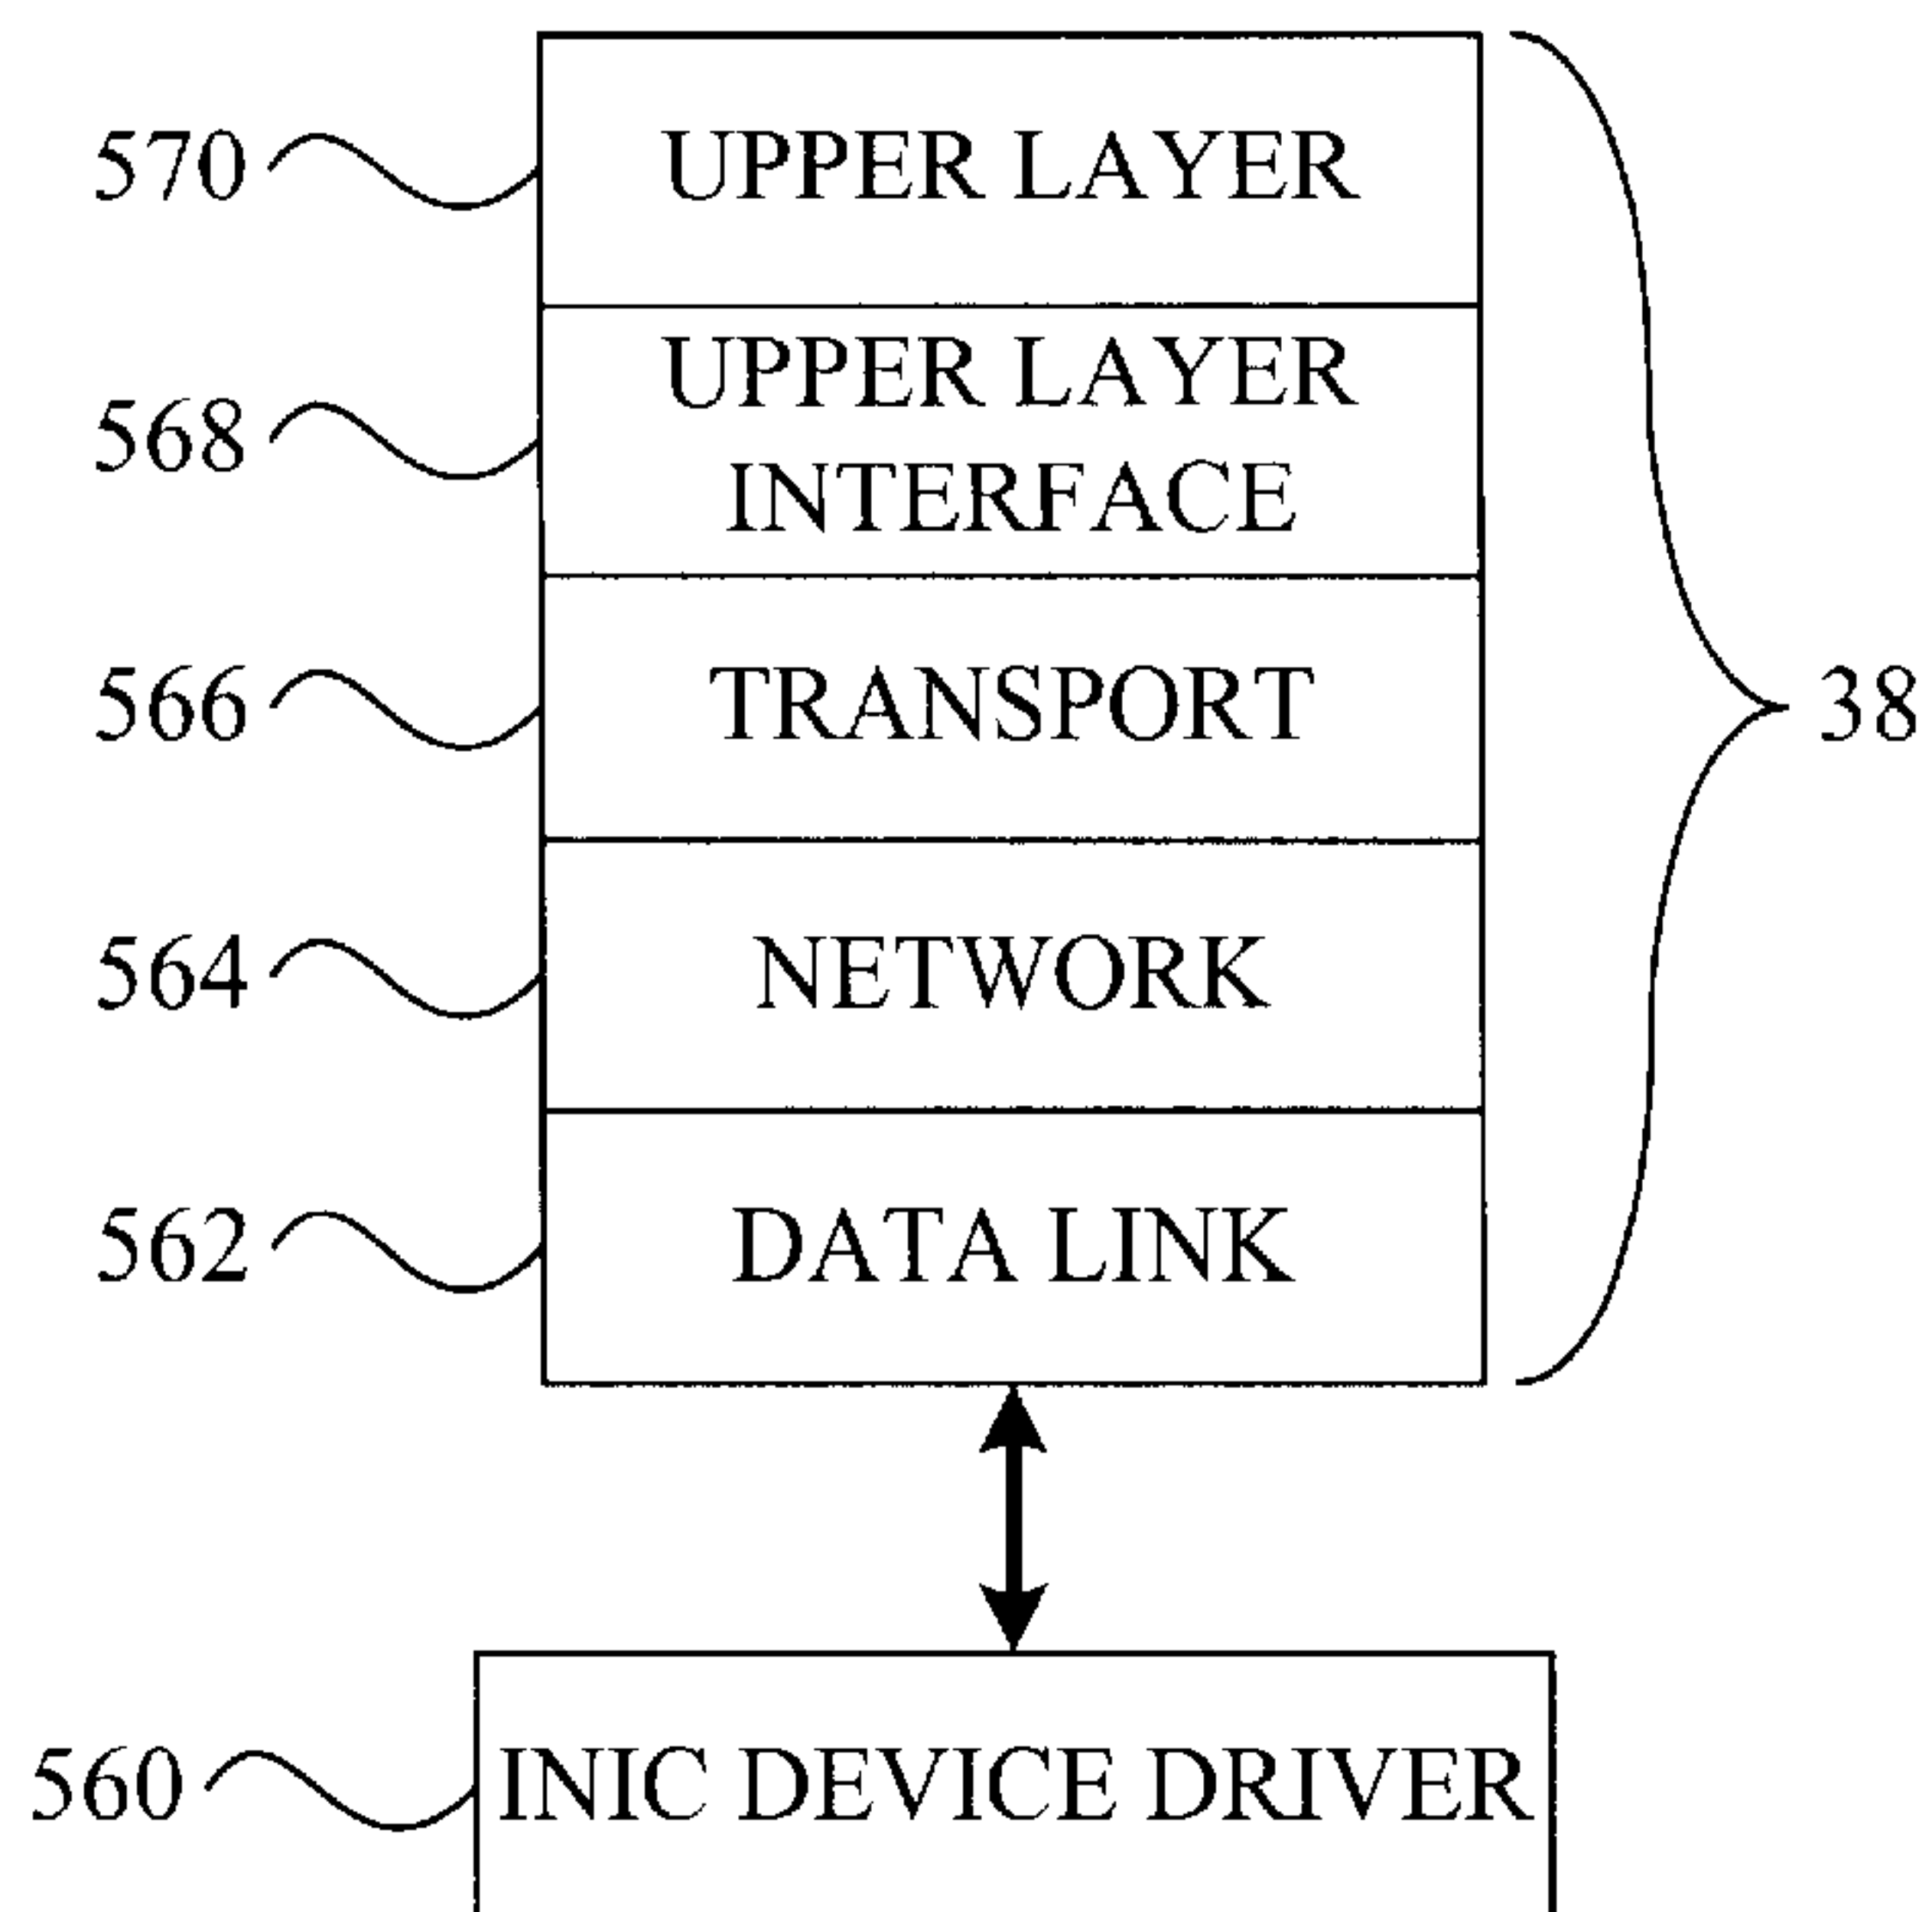 570 UPPER LAYER
UPPER LAYER
568
INTERFACE
566 TRANSPORT 38
564 NETWORK
562 DATA LINK
560 INIC DEVICE DRIVER